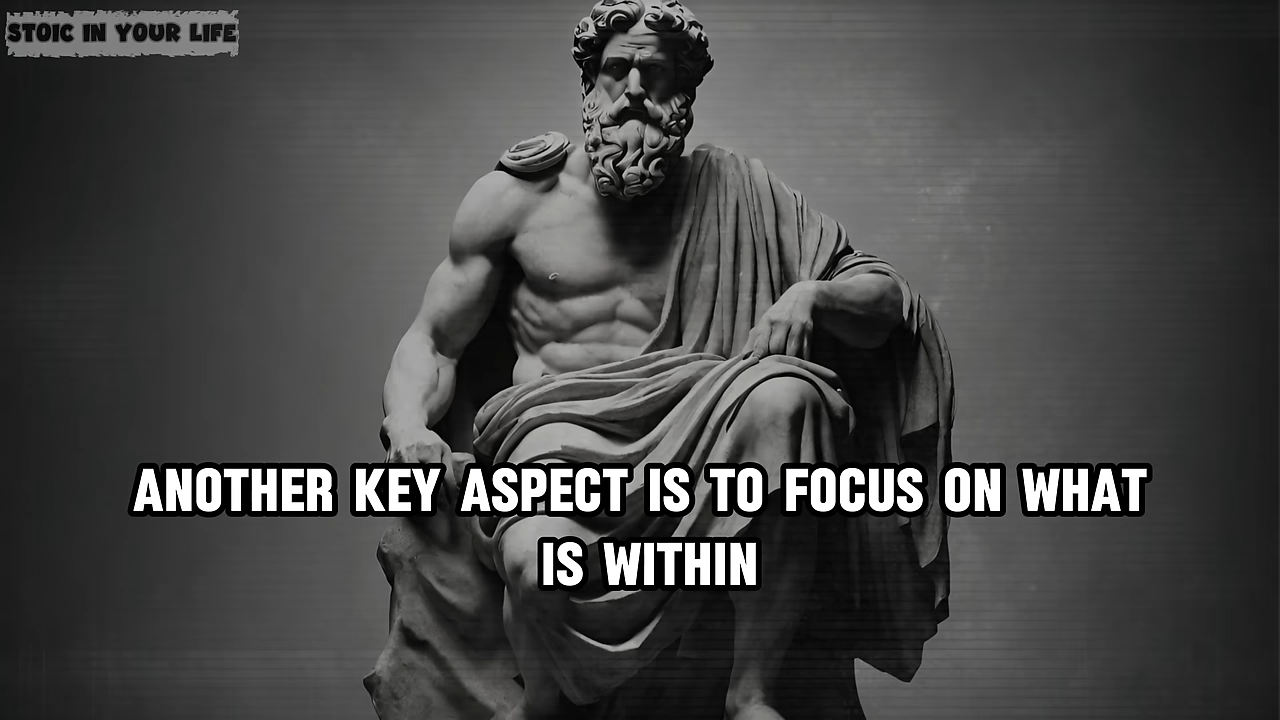 STOIC IN YOUR LIFE
ANOTHER KEY ASPECT IS TO FOCUS ON WHAT
IS WITHIN